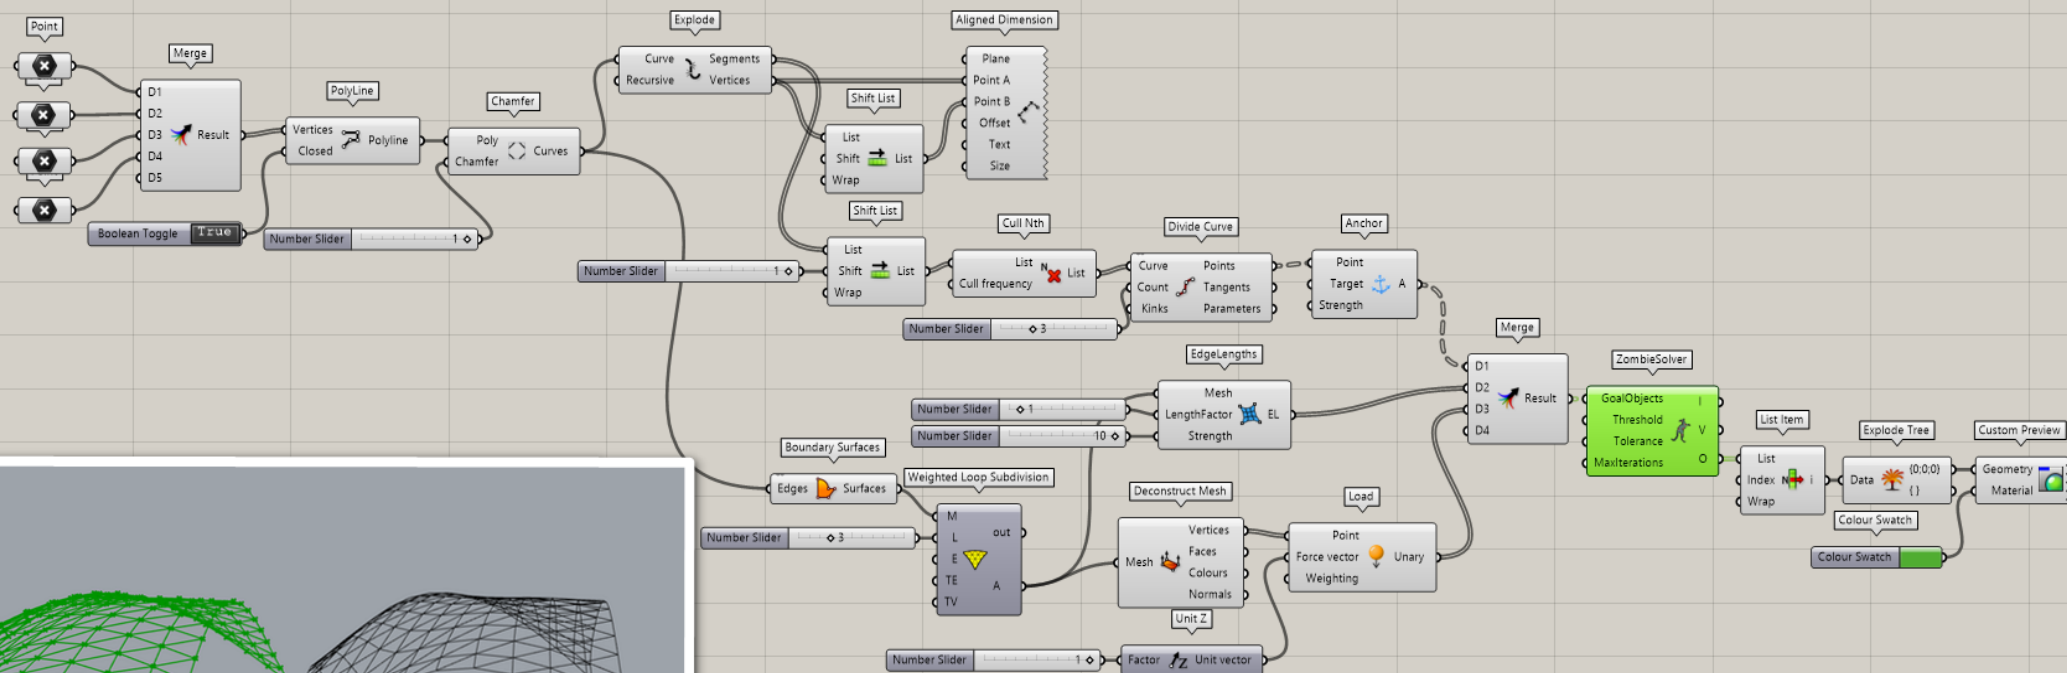 Point
Merge
D1
D2
D3
D4
D5
Result
Boolean Toggle True
PolyLine
Vertices
Closed
Polyline
Number Slider 1
Chamfer
Poly
Chamfer
Curves
Explode
Curve
Recursive
Segments
Vertices
Aligned Dimension
Plane
Point A
Point B
Offset
Text
Size
Shift List
List
Shift
Wrap
List
Shift List
Number Slider 1
List
Shift
Wrap
List
Cull Nth
List
Cull frequency
N
List
Divide Curve
Curve
Count
Kinks
Points
Tangents
Parameters
Number Slider 3
Anchor
Point
Target
Strength
A
EdgeLengths
Mesh
LengthFactor
Strength
EL
Number Slider 1
Number Slider 10
Merge
D1
D2
D3
D4
Result
ZombieSolver
GoalObjects
Threshold
Tolerance
MaxIterations
I
V
O
List Item
List
Index
Wrap
N
i
Explode Tree
Data
{0;0;0}
{ }
Custom Preview
Geometry
Material
Colour Swatch
Colour Swatch
Boundary Surfaces
Edges
Surfaces
Weighted Loop Subdivision
M
L
E
TE
TV
out
A
Number Slider 3
Deconstruct Mesh
Mesh
Vertices
Faces
Colours
Normals
Load
Point
Force vector
Weighting
Unary
Unit Z
Number Slider 1
Factor
Z
Unit vector